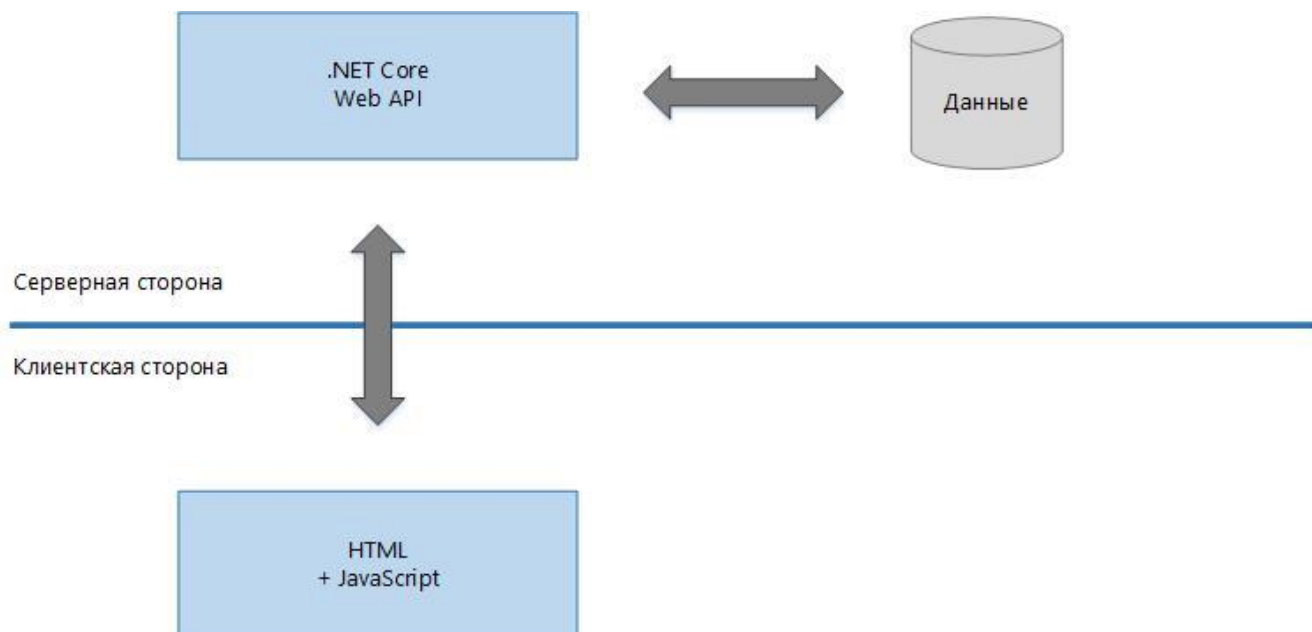 .NET Core
Web API
Данные
Серверная сторона
Клиентская сторона
HTML
+ JavaScript